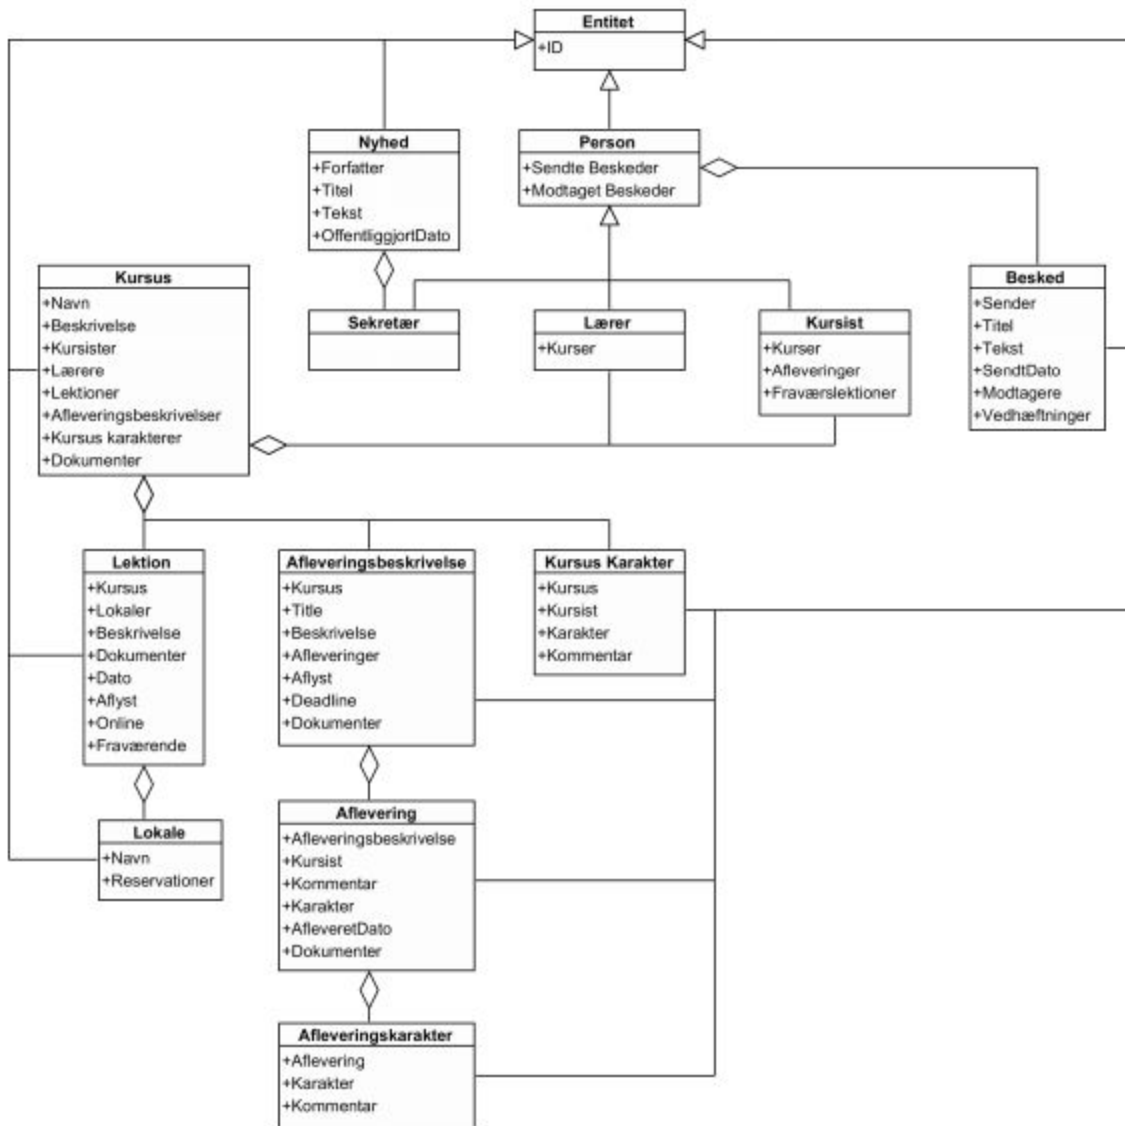 Entitet
+ID
Nyhed
+Forfatter
+Titel
+Tekst
+OffentliggjortDato
Person
+Sendte Beskeder
+Modtaget Beskeder
Kursus
+Navn
+Beskrivelse
+Kursister
+Lærere
+Lektioner
+Afleveringsbeskrivelser
+Kursus karakterer
+Dokumenter
Sekretær
Lærer
+Kurser
Kursist
+Kurser
+Afleveringer
+Fraværslektioner
Besked
+Sender
+Titel
+Tekst
+SendtDato
+Modtagere
+Vedhæftninger
Lektion
+Kursus
+Lokaler
+Beskrivelse
+Dokumenter
+Dato
+Aflyst
+Online
+Fraværende
Afleveringsbeskrivelse
+Kursus
+Title
+Beskrivelse
+Afleveringer
+Aflyst
+Deadline
+Dokumenter
Kursus Karakter
+Kursus
+Kursist
+Karakter
+Kommentar
Lokale
+Navn
+Reservationer
Aflevering
+Afleveringsbeskrivelse
+Kursist
+Kommentar
+Karakter
+AfleveretDato
+Dokumenter
Afleveringskarakter
+Aflevering
+Karakter
+Kommentar